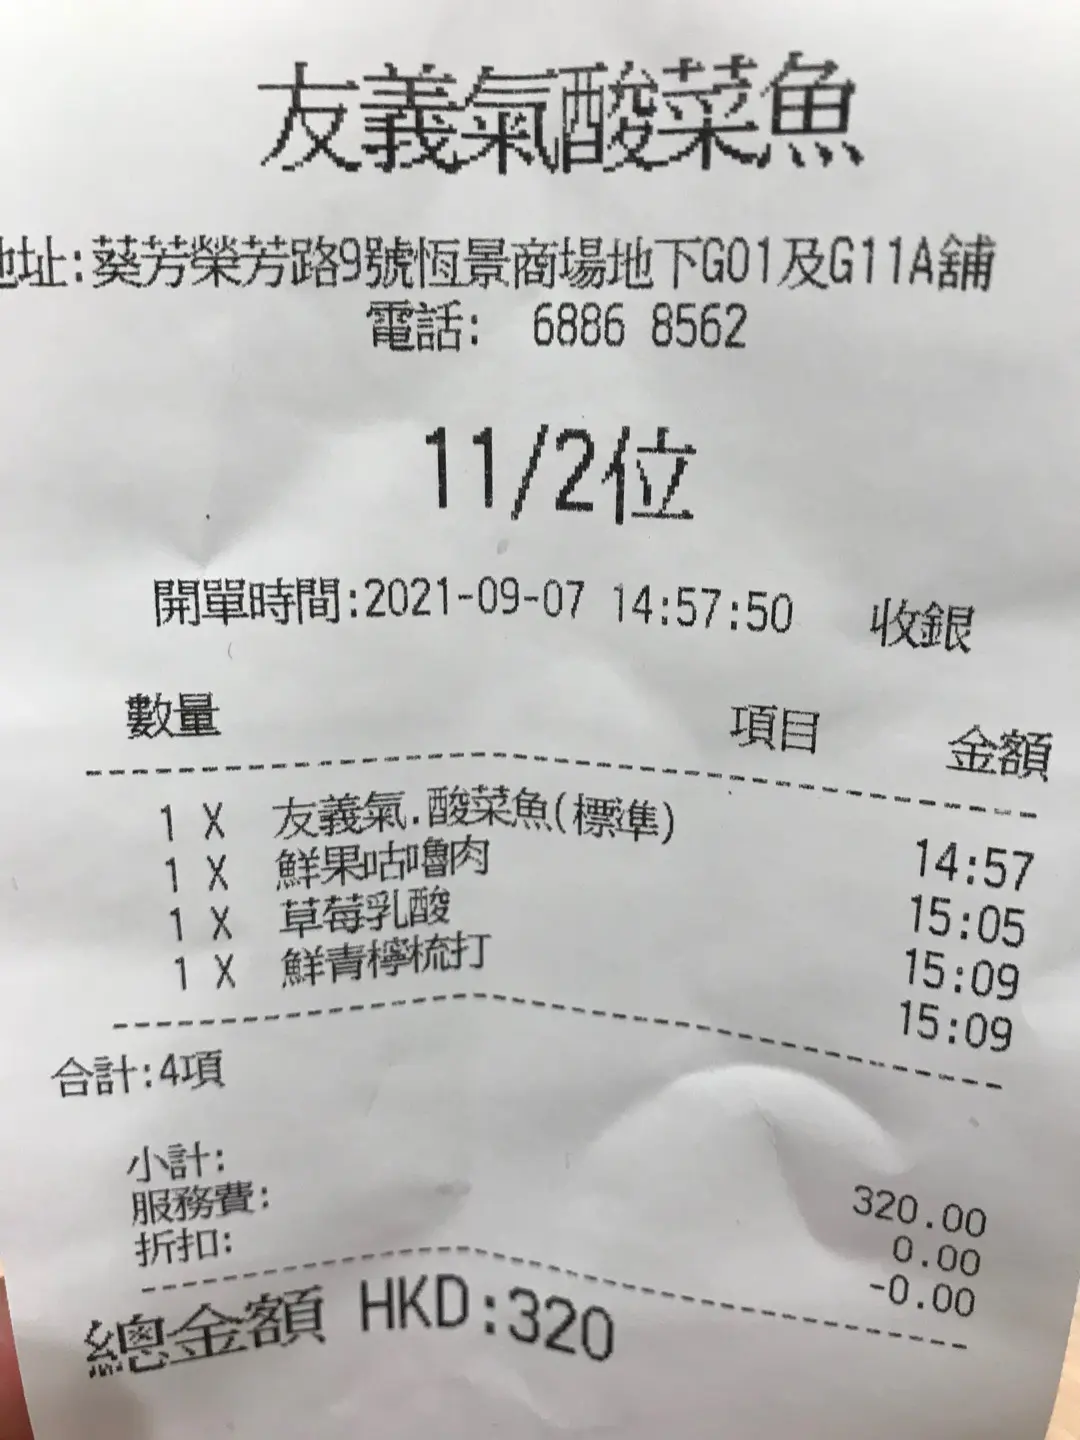 友義氣酸菜魚
地址:葵芳榮芳路9號恆景商場地下G01及G11A舖
電話: 6886 8562
11/2位
開單時間:2021-09-07 14:57:50 收銀
數量 項目 金額
1 X 友義氣.酸菜魚(標準) 14:57
1 X 鮮果咕嚕肉 15:05
1 X 草莓乳酸 15:09
1 X 鮮青檸梳打 15:09
合計:4項
小計: 320.00
服務費: 0.00
折扣: -0.00
總金額 HKD:320